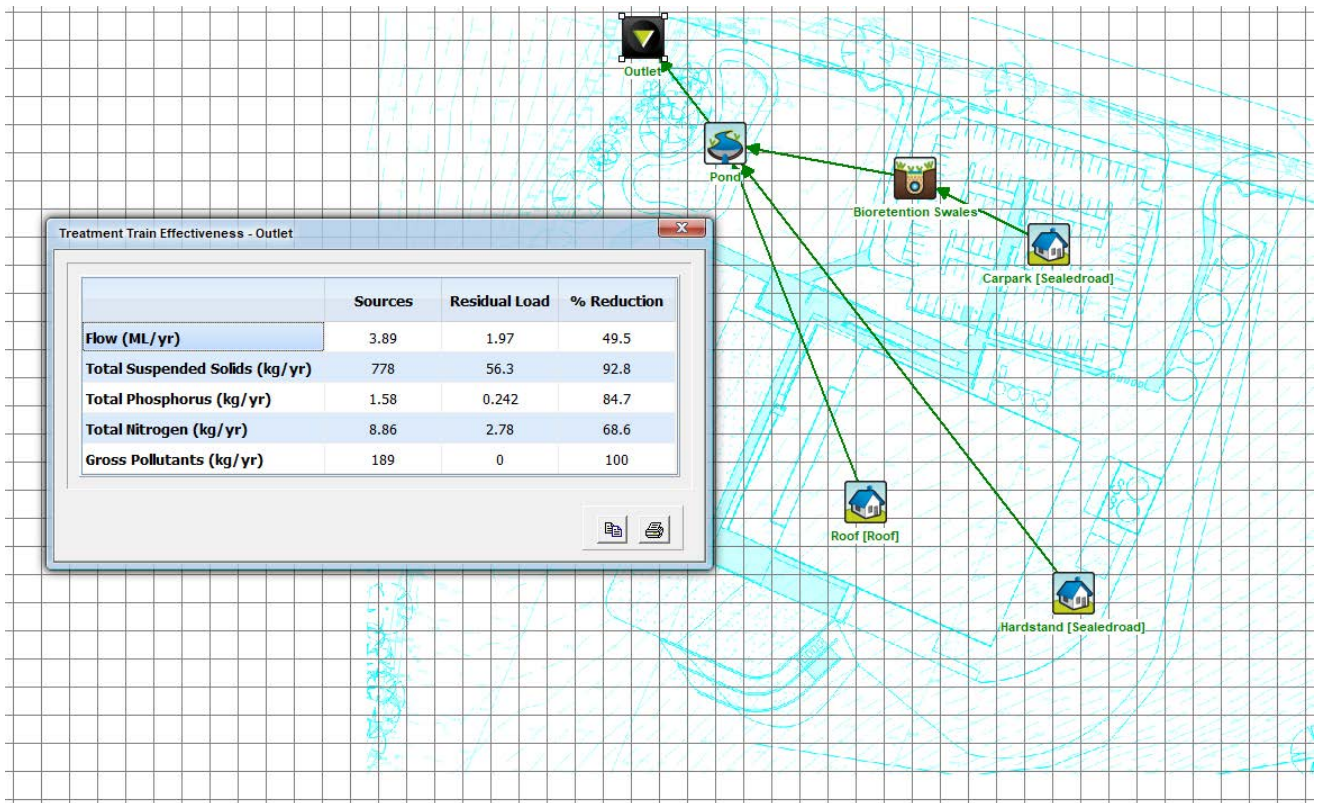 Outlet
Pond
Bioretention Swales
Carpark [Sealedroad]
Treatment Train Effectiveness - Outlet
Sources Residual Load % Reduction
Flow (ML/yr) 3.89 1.97 49.5
Total Suspended Solids (kg/yr) 778 56.3 92.8
Total Phosphorus (kg/yr) 1.58 0.242 84.7
Total Nitrogen (kg/yr) 8.86 2.78 68.6
Gross Pollutants (kg/yr) 189 0 100
Roof [Roof]
Hardstand [Sealedroad]